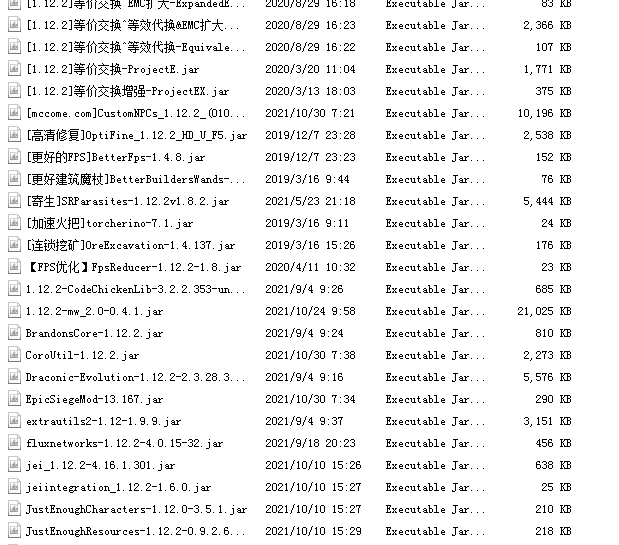 [1.12.2]等价交换^EMC扩大-ExpandedE... 2020/8/29 16:18 Executable Jar... 83 KB
[1.12.2]等价交换^等效代换&EMC扩大... 2020/8/29 16:23 Executable Jar... 2,366 KB
[1.12.2]等价交换^等效代换-Equivale... 2020/8/29 16:22 Executable Jar... 107 KB
[1.12.2]等价交换-ProjectE.jar 2020/3/20 11:04 Executable Jar... 1,771 KB
[1.12.2]等价交换增强-ProjectEX.jar 2020/3/13 18:03 Executable Jar... 375 KB
[mccome.com]CustomNPCs_1.12.2_(010... 2021/10/30 7:21 Executable Jar... 10,196 KB
[高清修复]OptiFine_1.12.2_HD_U_F5.jar 2019/12/7 23:28 Executable Jar... 2,538 KB
[更好的FPS]BetterFps-1.4.8.jar 2019/12/7 23:23 Executable Jar... 152 KB
[更好建筑魔杖]BetterBuildersWands-... 2019/3/16 9:44 Executable Jar... 76 KB
[寄生]SRParasites-1.12.2v1.8.2.jar 2021/5/23 21:18 Executable Jar... 5,444 KB
[加速火把]torcherino-7.1.jar 2019/3/16 9:11 Executable Jar... 24 KB
[连锁挖矿]OreExcavation-1.4.137.jar 2019/3/16 15:26 Executable Jar... 176 KB
【FPS优化】FpsReducer-1.12.2-1.8.jar 2020/4/11 10:32 Executable Jar... 23 KB
1.12.2-CodeChickenLib-3.2.2.353-un... 2021/9/4 9:26 Executable Jar... 685 KB
1.12.2-mw_2.0-0.4.1.jar 2021/10/24 9:58 Executable Jar... 21,025 KB
BrandonsCore-1.12.2.jar 2021/9/4 9:24 Executable Jar... 810 KB
CoroUtil-1.12.2.jar 2021/10/30 7:38 Executable Jar... 2,273 KB
Draconic-Evolution-1.12.2-2.3.28.3... 2021/9/4 9:16 Executable Jar... 5,576 KB
EpicSiegeMod-13.167.jar 2021/10/30 7:34 Executable Jar... 290 KB
extrautils2-1.12-1.9.9.jar 2021/9/4 9:37 Executable Jar... 3,151 KB
fluxnetworks-1.12.2-4.0.15-32.jar 2021/9/18 20:23 Executable Jar... 456 KB
jei_1.12.2-4.16.1.301.jar 2021/10/10 15:26 Executable Jar... 638 KB
jeiintegration_1.12.2-1.6.0.jar 2021/10/10 15:27 Executable Jar... 25 KB
JustEnoughCharacters-1.12.0-3.5.1.jar 2021/10/10 15:27 Executable Jar... 210 KB
JustEnoughResources-1.12.2-0.9.2.6... 2021/10/10 15:29 Executable Jar... 218 KB